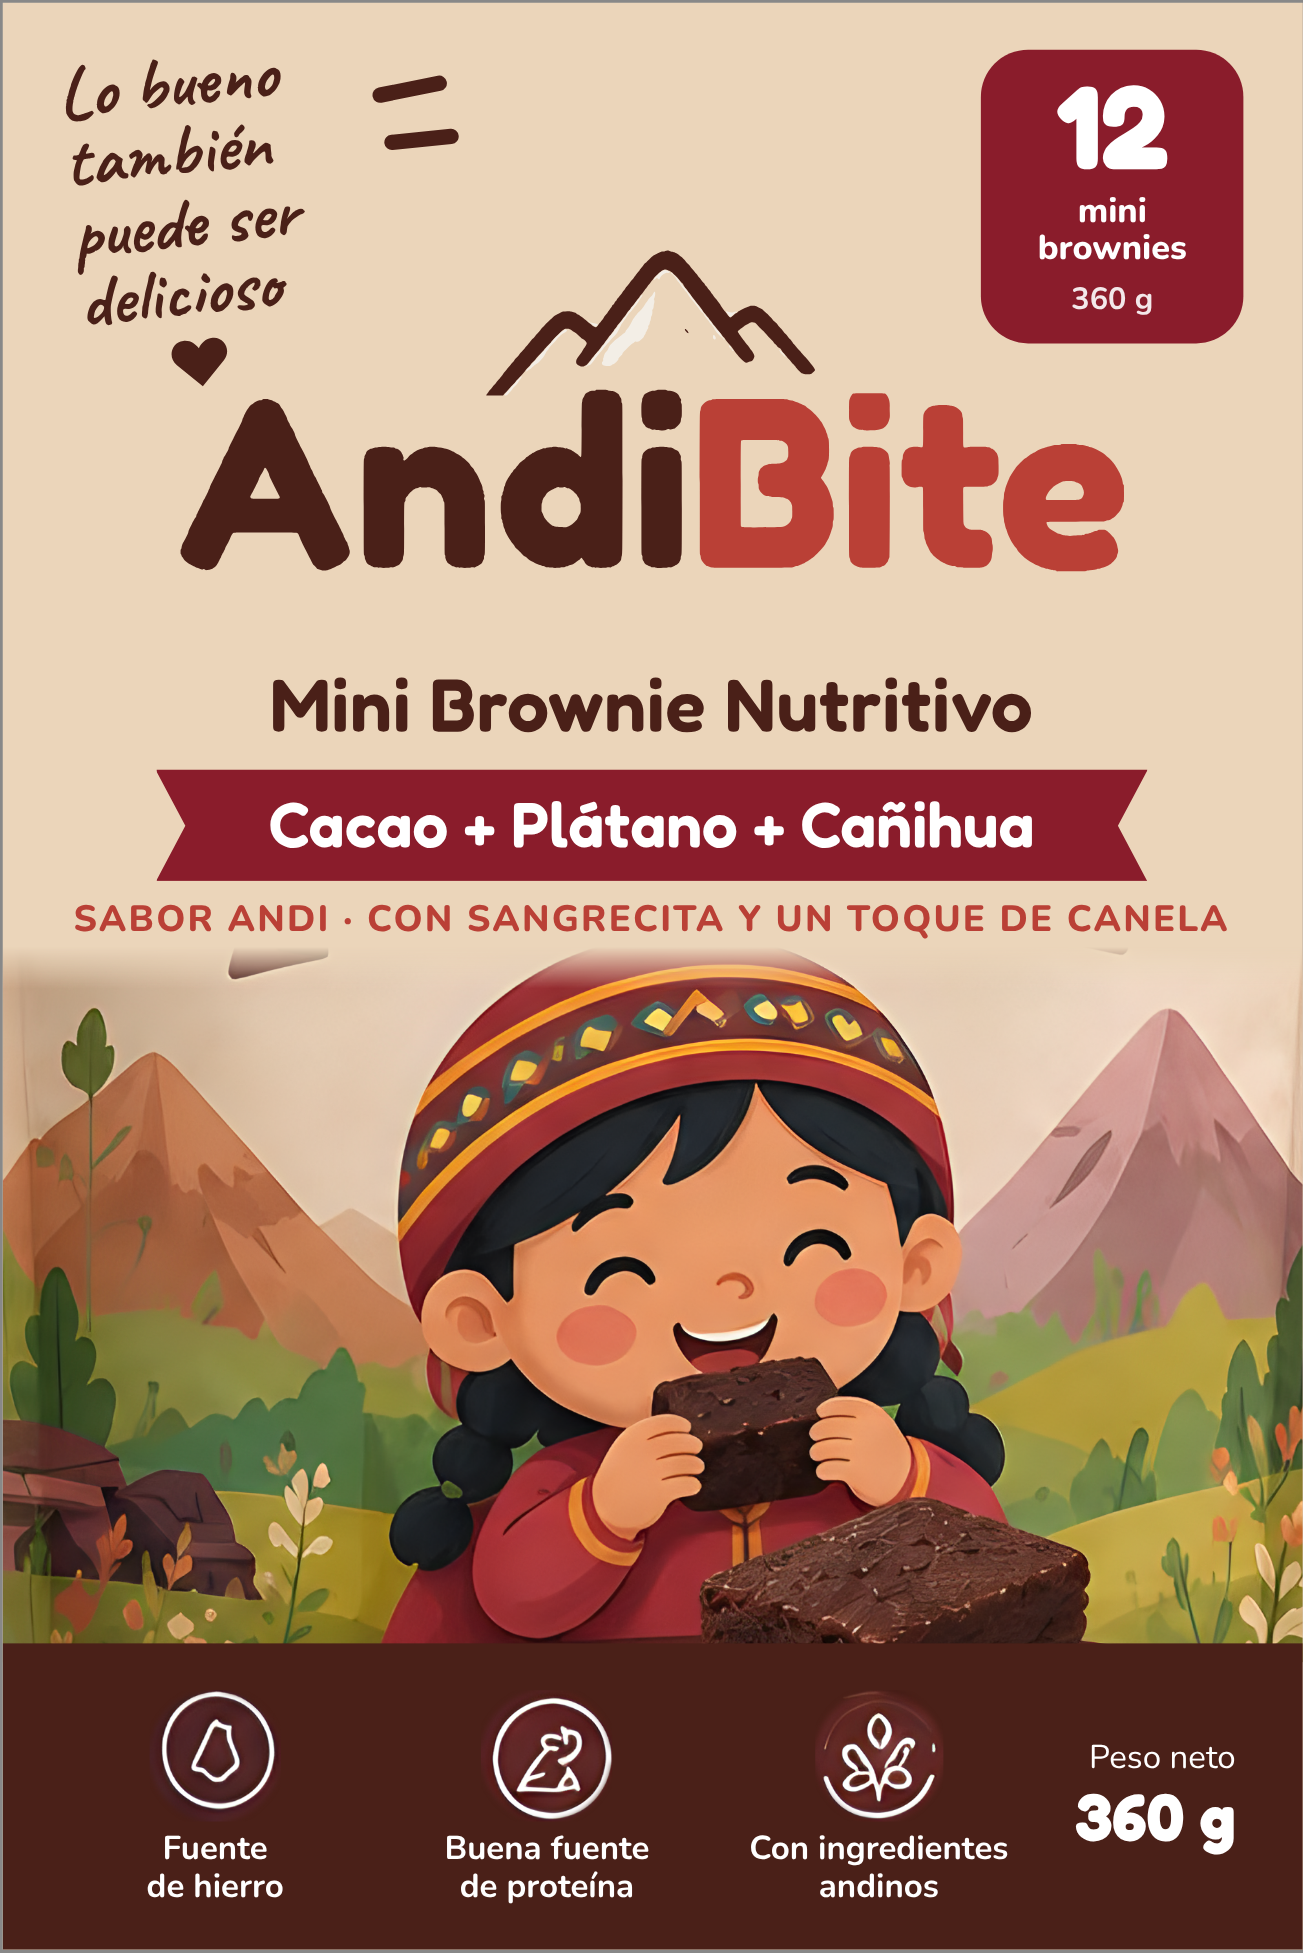 Lo bueno
también
puede ser
delicioso
12
mini
brownies
360 g
AndiBite
Mini Brownie Nutritivo
Cacao + Plátano + Cañihua
SABOR ANDI · CON SANGRECITA Y UN TOQUE DE CANELA
Fuente
de hierro
Buena fuente
de proteína
Con ingredientes
andinos
Peso neto
360 g